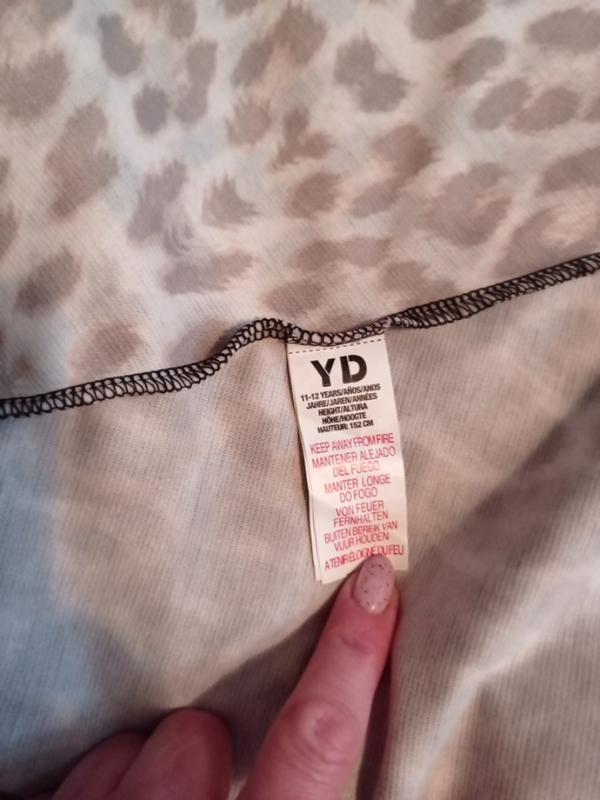 YD
11-12 YEARS/AÑOS/ANOS
JAHRE/JAREN/ANNÉES
HEIGHT/ALTURA
HÖHE/HOOGTE
HAUTEUR: 152 CM
KEEP AWAY FROM FIRE
MANTENER ALEJADO
DEL FUEGO
MANTER LONGE
DO FOGO
VON FEUER
FERNHALTEN
BUITEN BEREIK VAN
VUUR HOUDEN
A TENIR ÉLOIGNÉ DU FEU